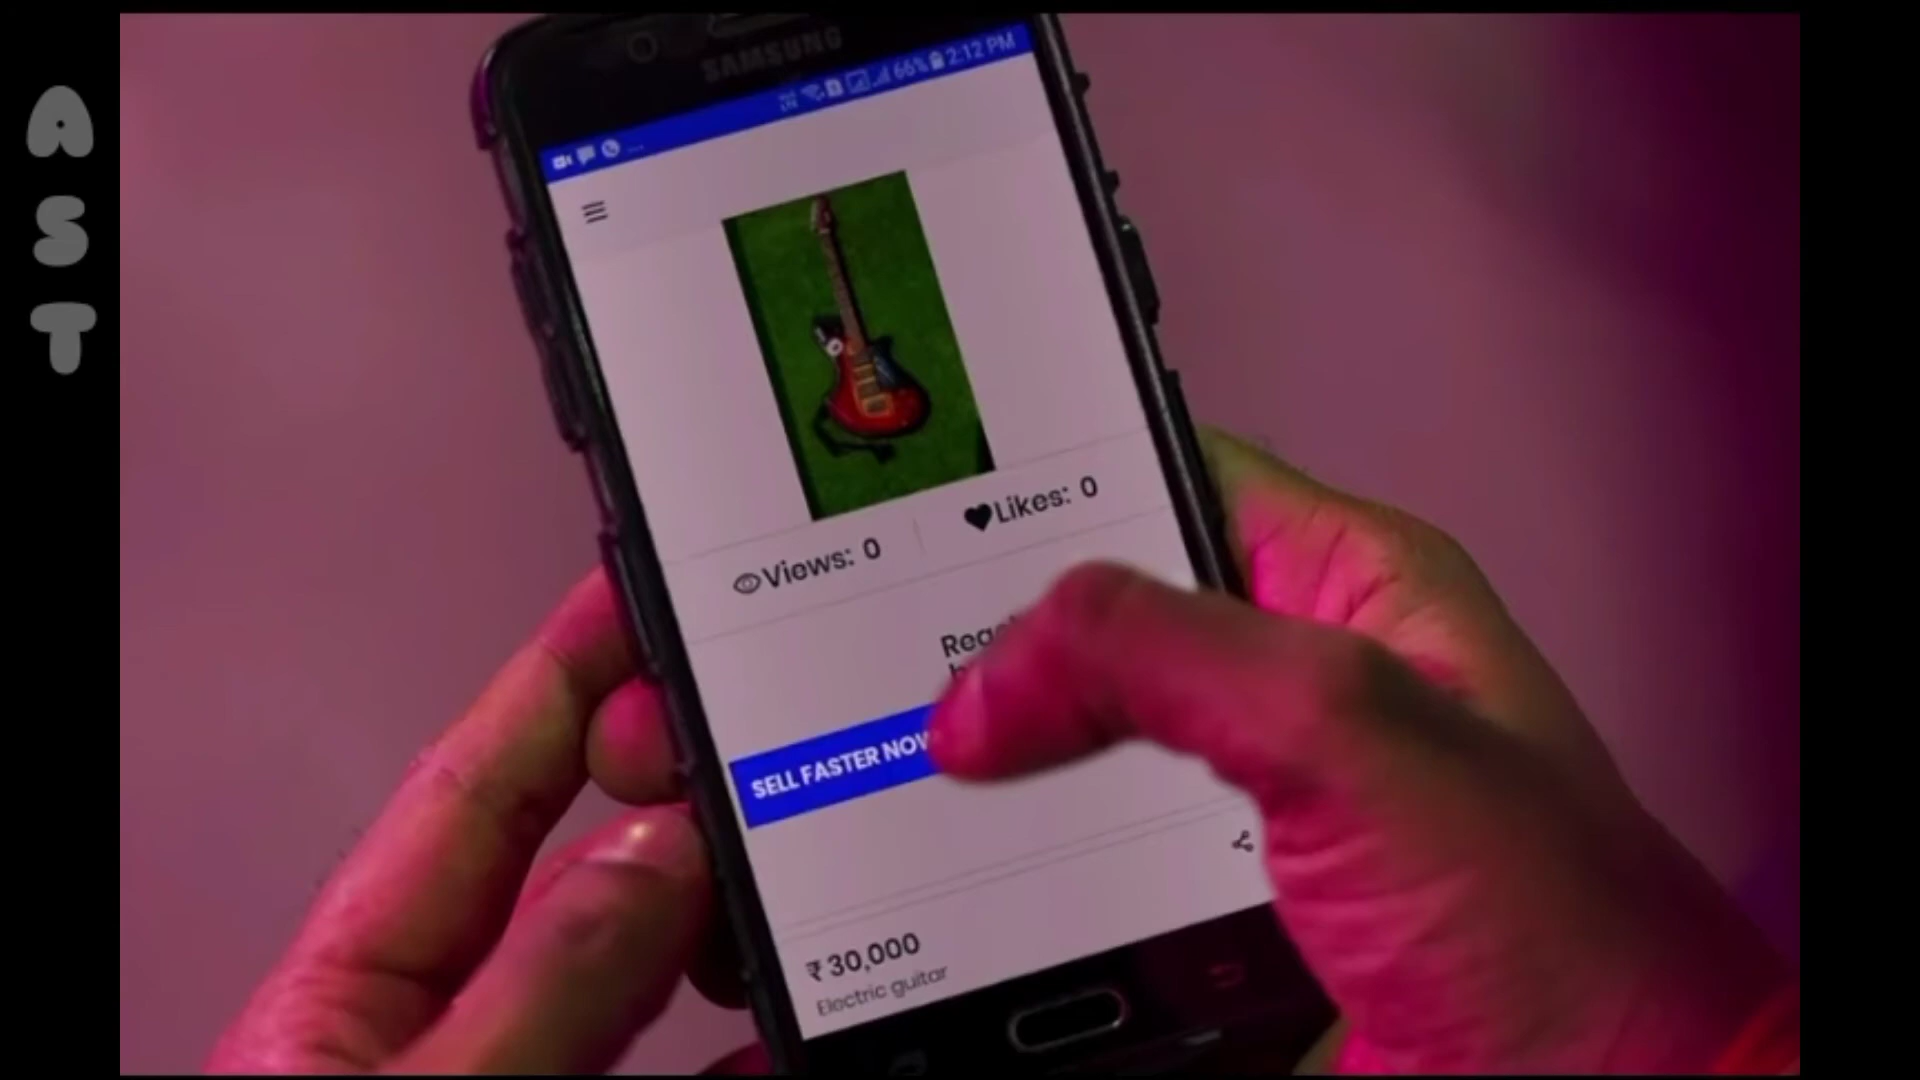 A
S
T
SAMSUNG
66% 2:12 PM
Views: 0
Likes: 0
SELL FASTER NOW
₹30,000
Electric guitar